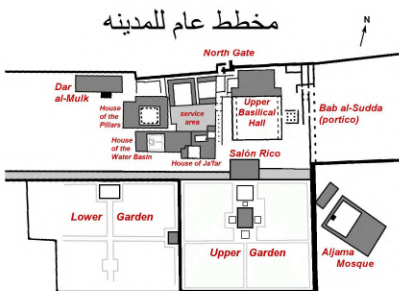 مخطط عام للمدينه
N
North Gate
Dar
al-Mulk
House
of the
Pillars
service
area
Upper
Basilical
Hall
Bab al-Sudda
(portico)
House
of the
Water Basin
House of Ja'far
Salón Rico
Lower Garden
Upper Garden
Aljama
Mosque